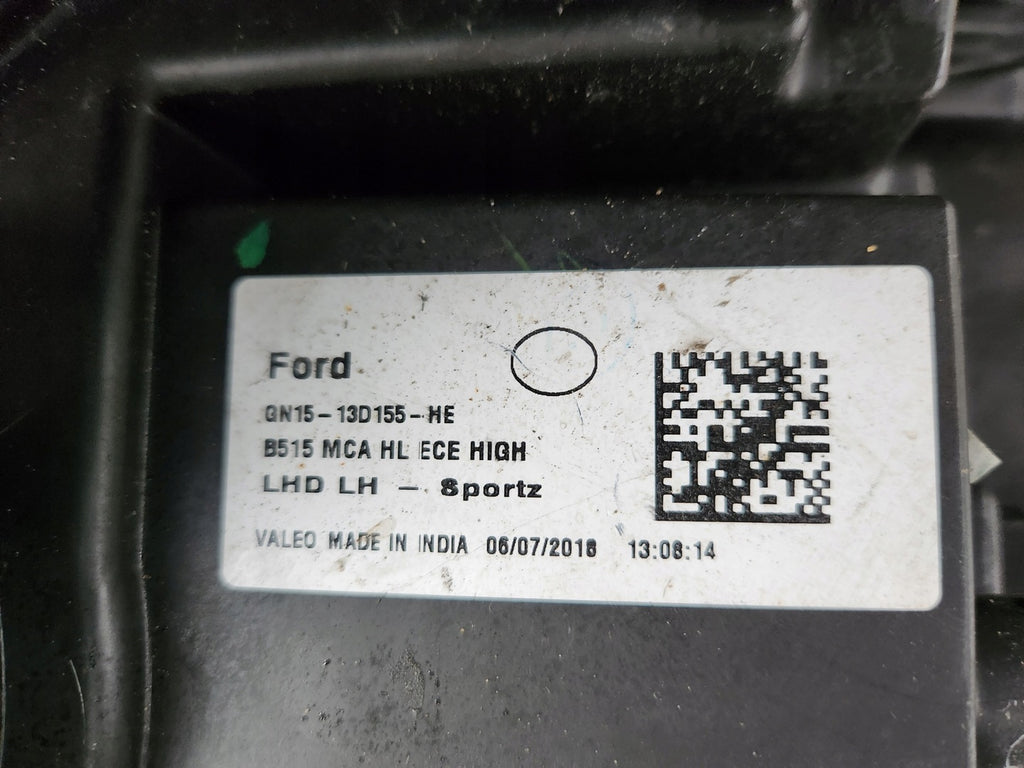 Ford
GN15-13D155-HE
B515 MCA HL ECE HIGH
LHD LH - Sportz
VALEO MADE IN INDIA 06/07/2018 13:08:14